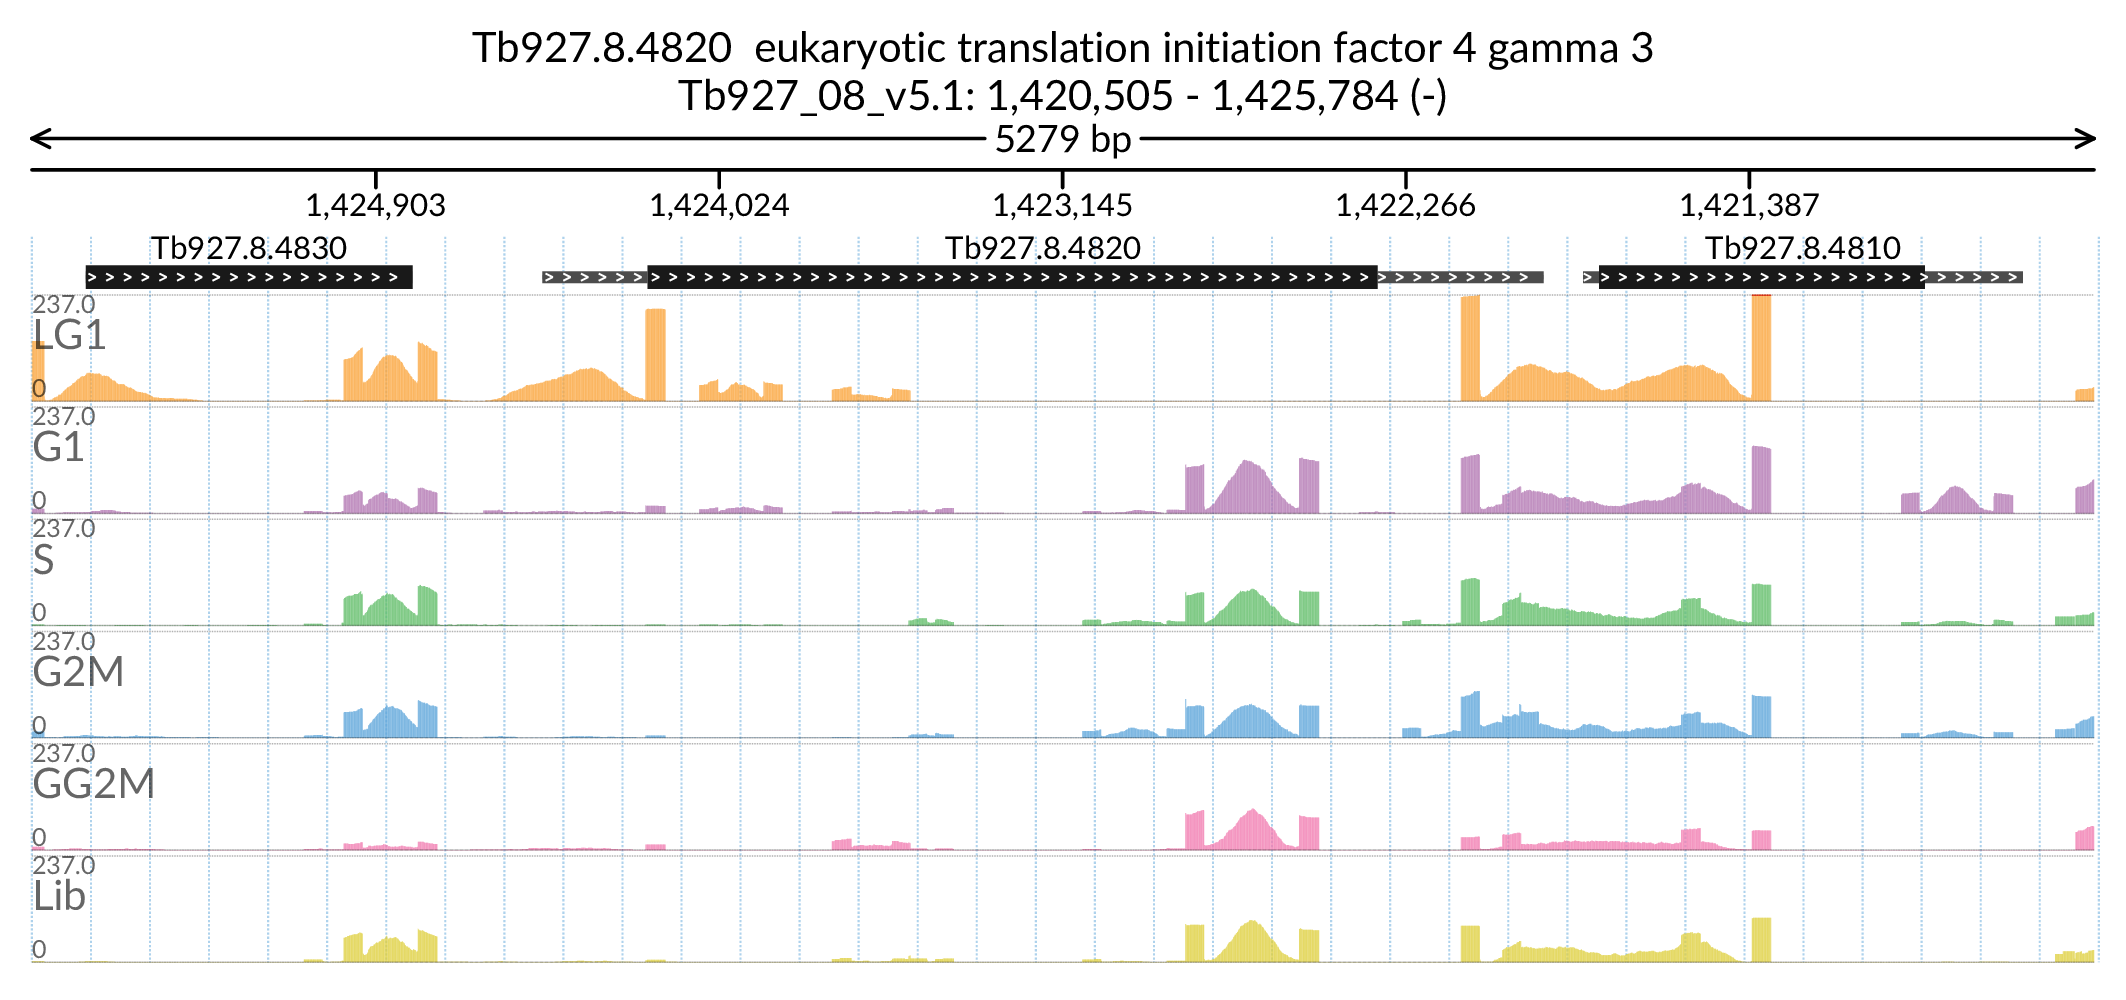 Tb927.8.4820  eukaryotic translation initiation factor 4 gamma 3
Tb927_08_v5.1: 1,420,505 - 1,425,784 (-)
5279 bp
1,424,903 1,424,024 1,423,145 1,422,266 1,421,387
Tb927.8.4830 Tb927.8.4820 Tb927.8.4810
237.0
LG1
0
237.0
G1
0
237.0
S
0
237.0
G2M
0
237.0
GG2M
0
237.0
Lib
0